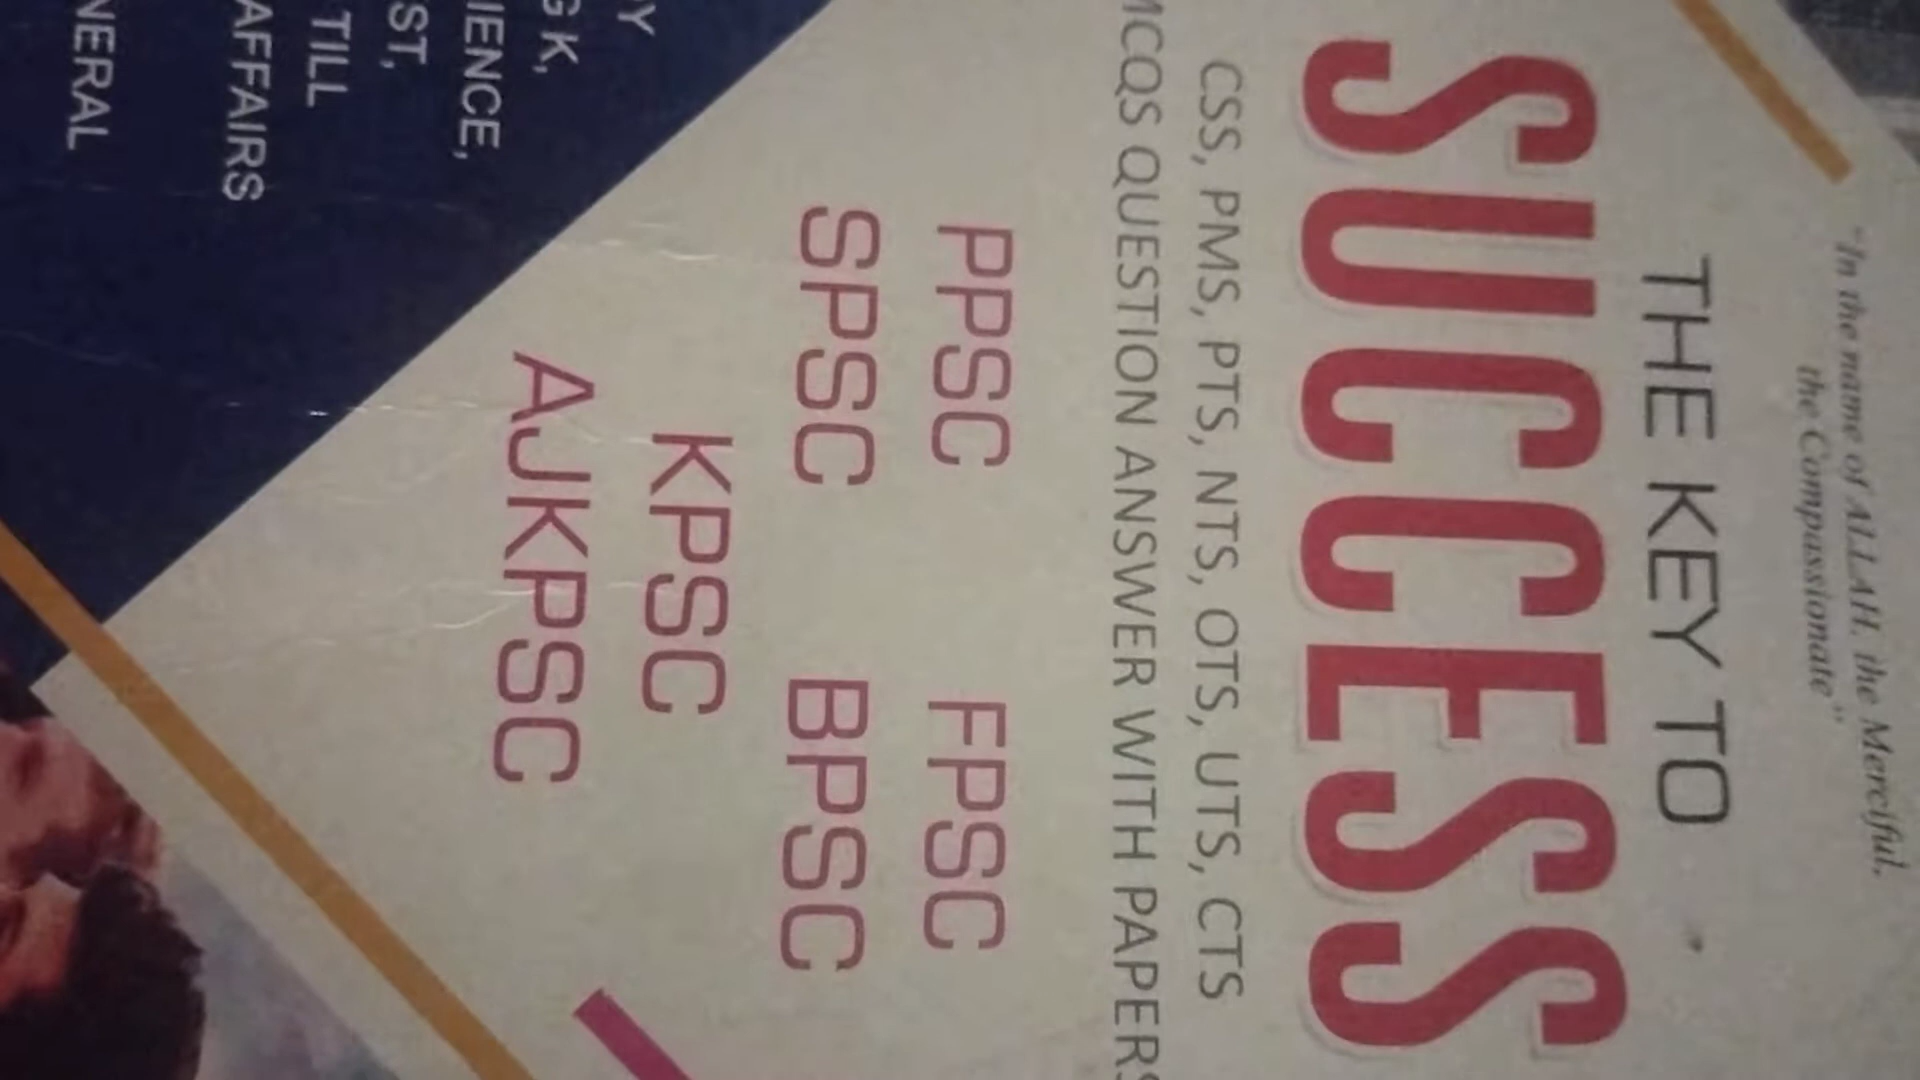 "In the name of ALLAH, the Merciful,
the Compassionate"
THE KEY TO
SUCCESS
CSS, PMS, PTS, NTS, OTS, UTS, CTS
MCQS QUESTION ANSWER WITH PAPERS
PPSC FPSC
SPSC BPSC
KPSC
AJKPSC
G K,
IENCE,
ST,
TILL
AFFAIRS
NERAL